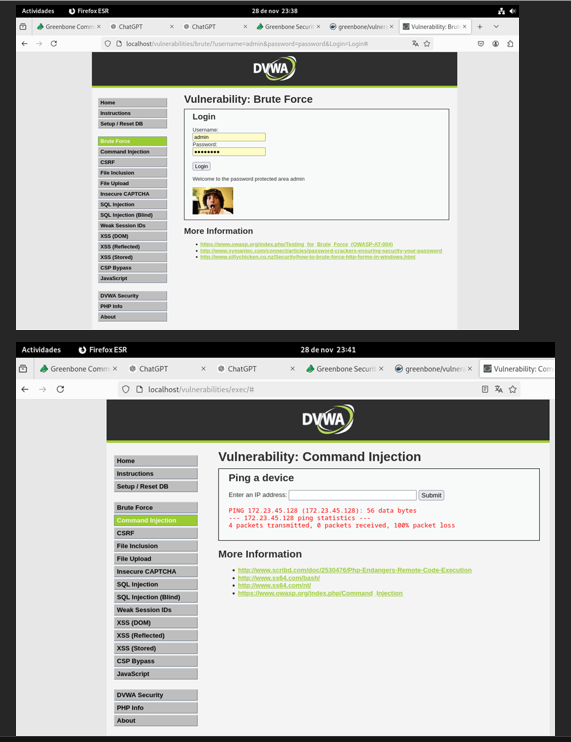 Actividades Firefox ESR 28 de nov 23:38
Greenbone Comm × ChatGPT × ChatGPT × Greenbone Securi × greenbone/vulner × Vulnerability: Brut
localhost/vulnerabilities/brute/?username=admin&password=password&Login=Login#
DVWA
Home
Instructions
Setup / Reset DB
Brute Force
Command Injection
CSRF
File Inclusion
File Upload
Insecure CAPTCHA
SQL Injection
SQL Injection (Blind)
Weak Session IDs
XSS (DOM)
XSS (Reflected)
XSS (Stored)
CSP Bypass
JavaScript
DVWA Security
PHP Info
About
Vulnerability: Brute Force
Login
Username:
admin
Password:
●●●●●●●●
Login
Welcome to the password protected area admin
More Information
https://www.owasp.org/index.php/Testing_for_Brute_Force_(OWASP-AT-004)
http://www.symantec.com/connect/articles/password-crackers-ensuring-security-your-password
http://www.sillychicken.co.nz/Security/how-to-brute-force-http-forms-in-windows.html
Actividades Firefox ESR 28 de nov 23:41
Greenbone Comm × ChatGPT × ChatGPT × Greenbone Securi × greenbone/vulnera × Vulnerability: Com
localhost/vulnerabilities/exec/#
DVWA
Home
Instructions
Setup / Reset DB
Brute Force
Command Injection
CSRF
File Inclusion
File Upload
Insecure CAPTCHA
SQL Injection
SQL Injection (Blind)
Weak Session IDs
XSS (DOM)
XSS (Reflected)
XSS (Stored)
CSP Bypass
JavaScript
DVWA Security
PHP Info
About
Vulnerability: Command Injection
Ping a device
Enter an IP address: Submit
PING 172.23.45.128 (172.23.45.128): 56 data bytes
--- 172.23.45.128 ping statistics ---
4 packets transmitted, 0 packets received, 100% packet loss
More Information
http://www.scribd.com/doc/2530476/Php-Endangers-Remote-Code-Execution
http://www.ss64.com/bash/
http://www.ss64.com/nt/
https://www.owasp.org/index.php/Command_Injection